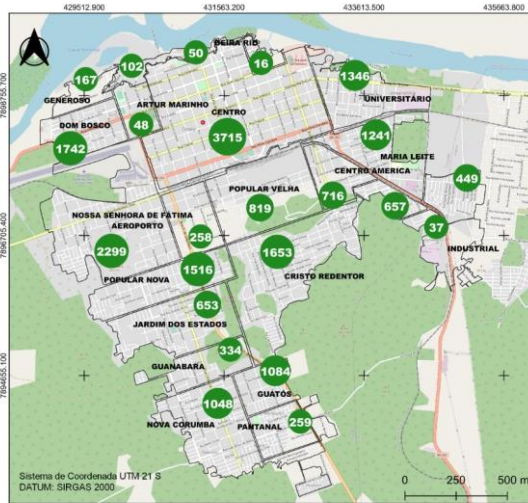 429512.900 431563.200 433613.500 435663.800
7898755.700
7896705.400
7894655.100
BEIRA RIO
50
16
102
167
1346
GENEROSO
ARTUR MARINHO
UNIVERSITÁRIO
CENTRO
DOM BOSCO
48
3715
1241
1742
MARIA LEITE
CENTRO AMERICA
POPULAR VELHA
449
716
819
657
NOSSA SENHORA DE FÁTIMA
AEROPORTO
258
37
2299
1653
INDUSTRIAL
1516
CRISTO REDENTOR
POPULAR NOVA
653
JARDIM DOS ESTADOS
334
GUANABARA
1084
GUATÓS
1048
NOVA CORUMBA
PANTANAL
259
Sistema de Coordenada UTM 21 S
DATUM: SIRGAS 2000
0 250 500 m